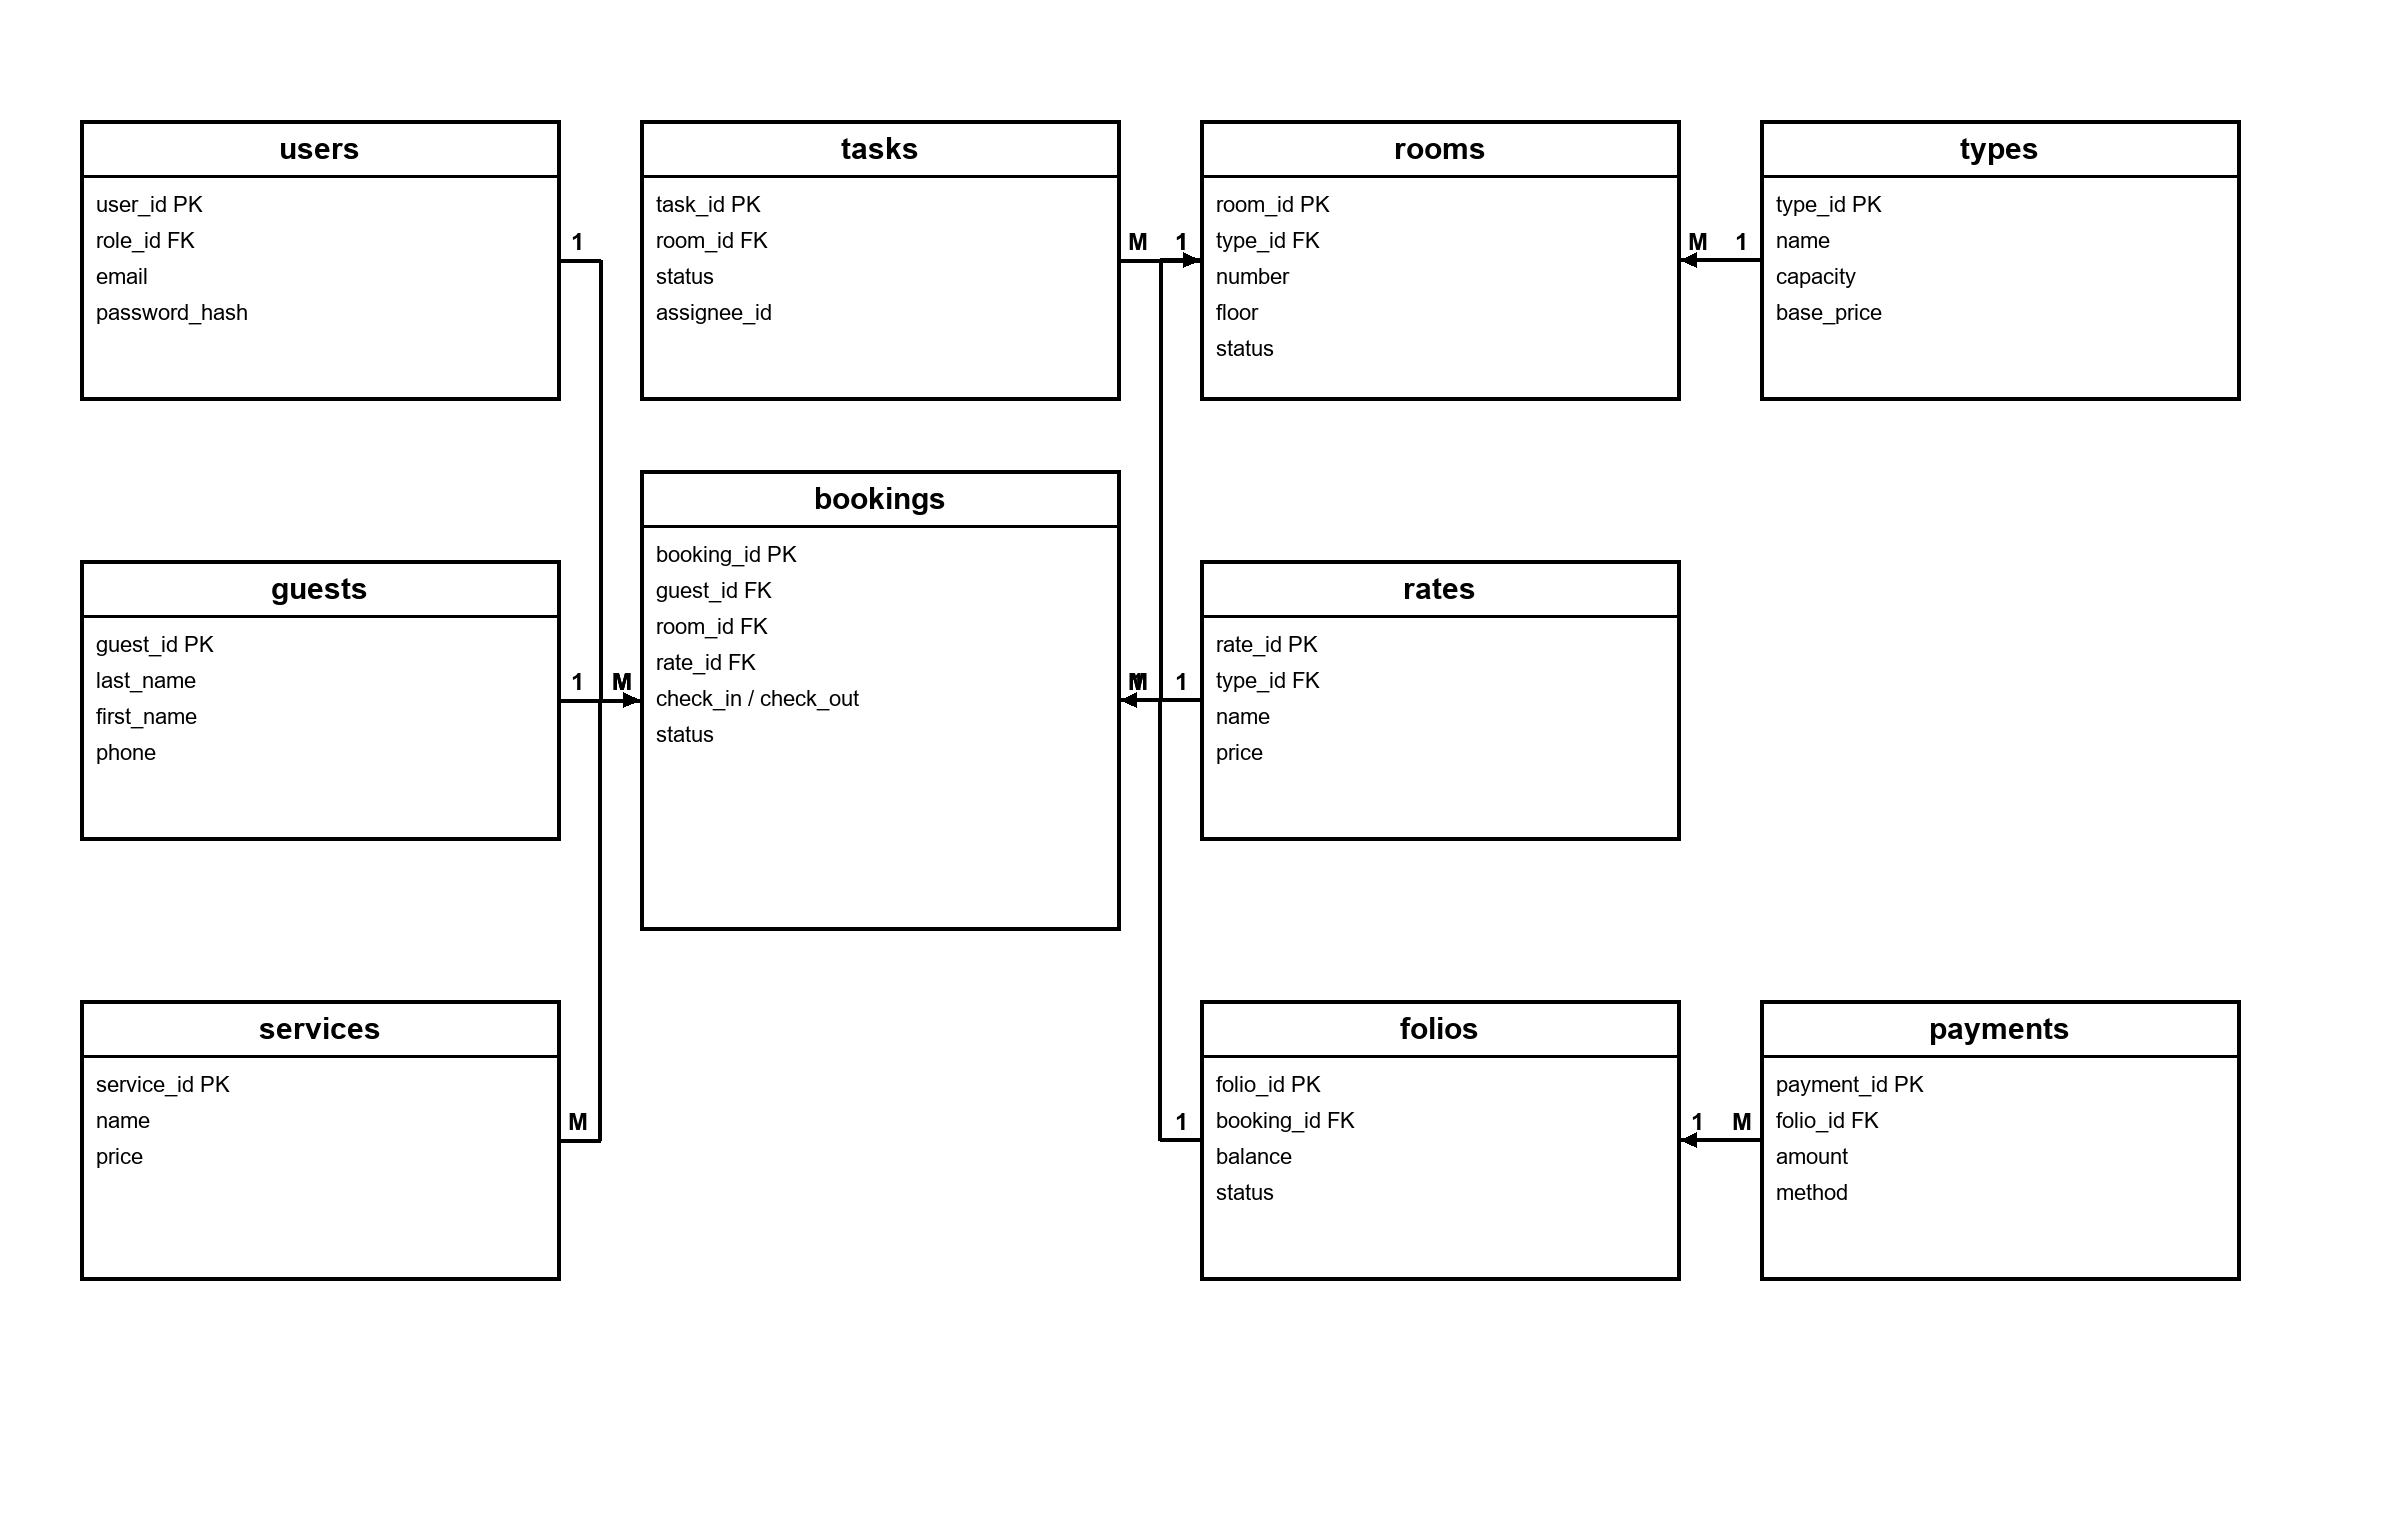 users
user_id PK
role_id FK
email
password_hash
1
tasks
task_id PK
room_id FK
status
assignee_id
M 1
rooms
room_id PK
type_id FK
number
floor
status
M 1
types
type_id PK
name
capacity
base_price
guests
guest_id PK
last_name
first_name
phone
1 M
bookings
booking_id PK
guest_id FK
room_id FK
rate_id FK
check_in / check_out
status
M 1
rates
rate_id PK
type_id FK
name
price
services
service_id PK
name
price
M
1
folios
folio_id PK
booking_id FK
balance
status
1 M
payments
payment_id PK
folio_id FK
amount
method